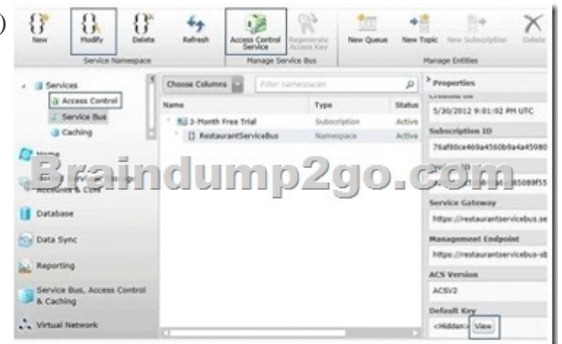 )
New
Modify
Delete
Refresh
Access Control Service
Regenerate Access Key
New Queue
New Topic
New Subscription
Delete
Service Namespace
Manage Service Bus
Manage Entities
Services
Access Control
Service Bus
Caching
Home
Accounts & CDN
Database
Data Sync
Reporting
Service Bus, Access Control & Caching
Virtual Network
Choose Columns
Filter namespaces
Name
Type
Status
3-Month Free Trial
Subscription
Active
RestaurantServiceBus
Namespace
Active
Braindump2go.com
Properties
5/30/2012 9:01:02 PM UTC
Subscription ID
Service Gateway
https://restaurantservicebus.se
Management Endpoint
https://restaurantservicebus-sb
ACS Version
ACSV2
Default Key
<Hidden>
View